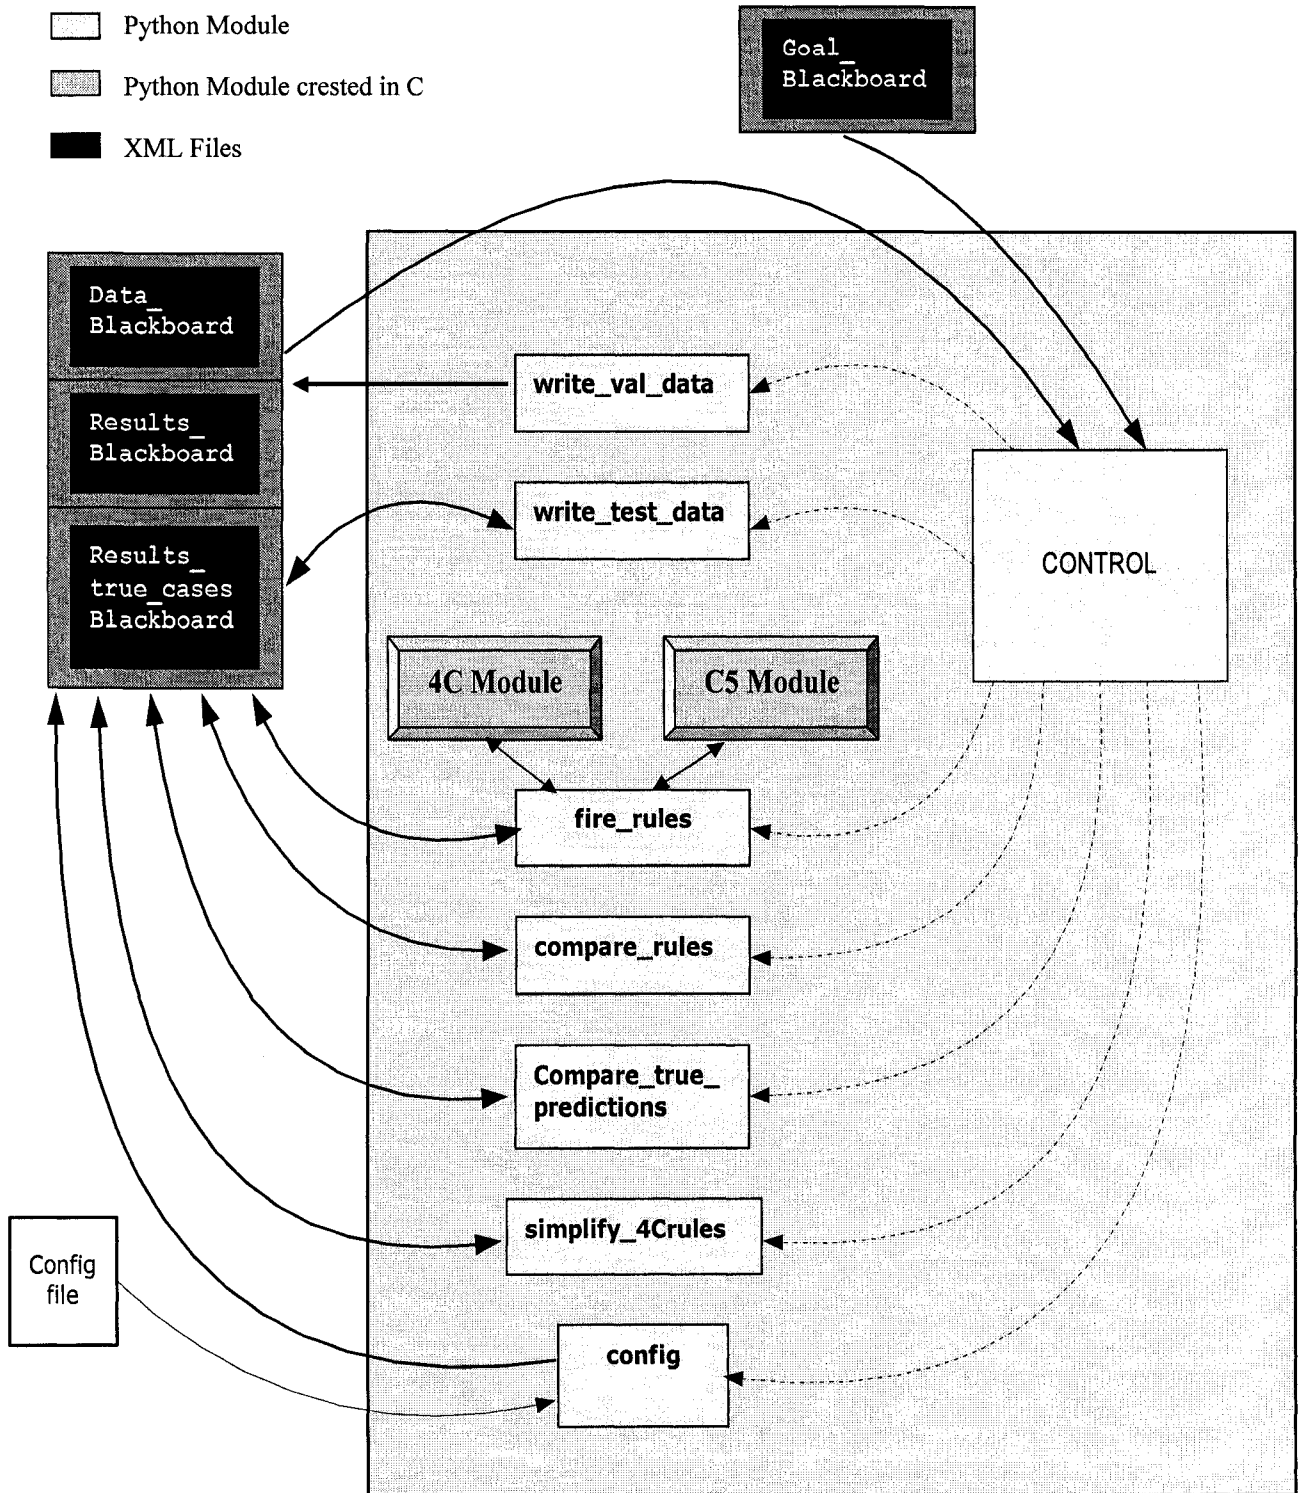 Python Module
Python Module crested in C
XML Files
Goal_
Blackboard
Data_
Blackboard
Results_
Blackboard
Results_
true_cases
Blackboard
write_val_data
write_test_data
CONTROL
4C Module
C5 Module
fire_rules
compare_rules
Compare_true_
predictions
simplify_4Crules
Config
file
config